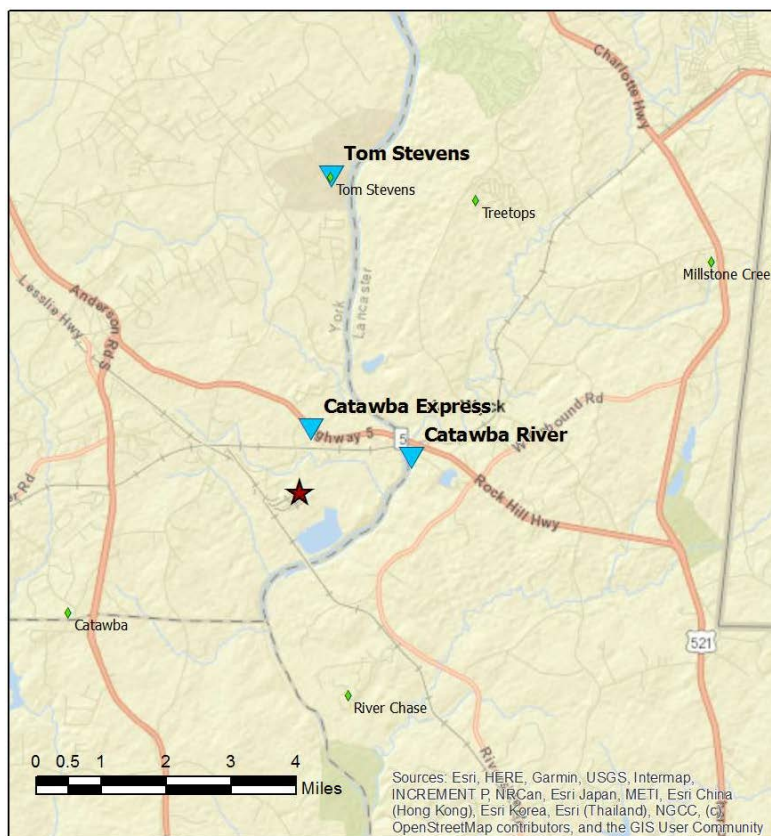 Charlotte Hwy
Tom Stevens
Tom Stevens
Treetops
Millstone Cree
York
Lancaster
Lesslie Hwy
Anderson Rd S
Catawba Express
ghway 5
5
Catawba River
Rock Hill Hwy
er Rd
Catawba
521
River Chase
0 0.5 1 2 3 4
Miles
Sources: Esri, HERE, Garmin, USGS, Intermap,
INCREMENT P, NRCan, Esri Japan, METI, Esri China
(Hong Kong), Esri Korea, Esri (Thailand), NGCC, (c)
OpenStreetMap contributors, and the GIS User Community